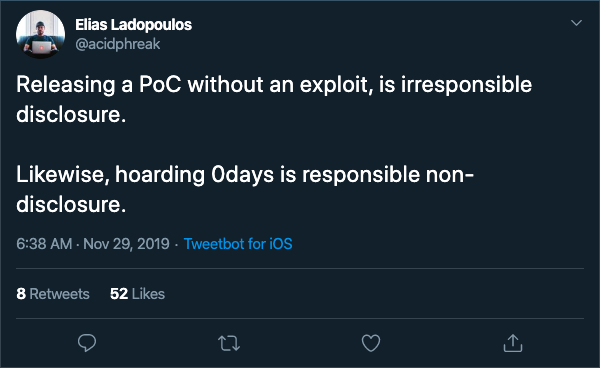 Elias Ladopoulos
@acidphreak
Releasing a PoC without an exploit, is irresponsible
disclosure.
Likewise, hoarding 0days is responsible non-
disclosure.
6:38 AM · Nov 29, 2019 · Tweetbot for iOS
8 Retweets 52 Likes